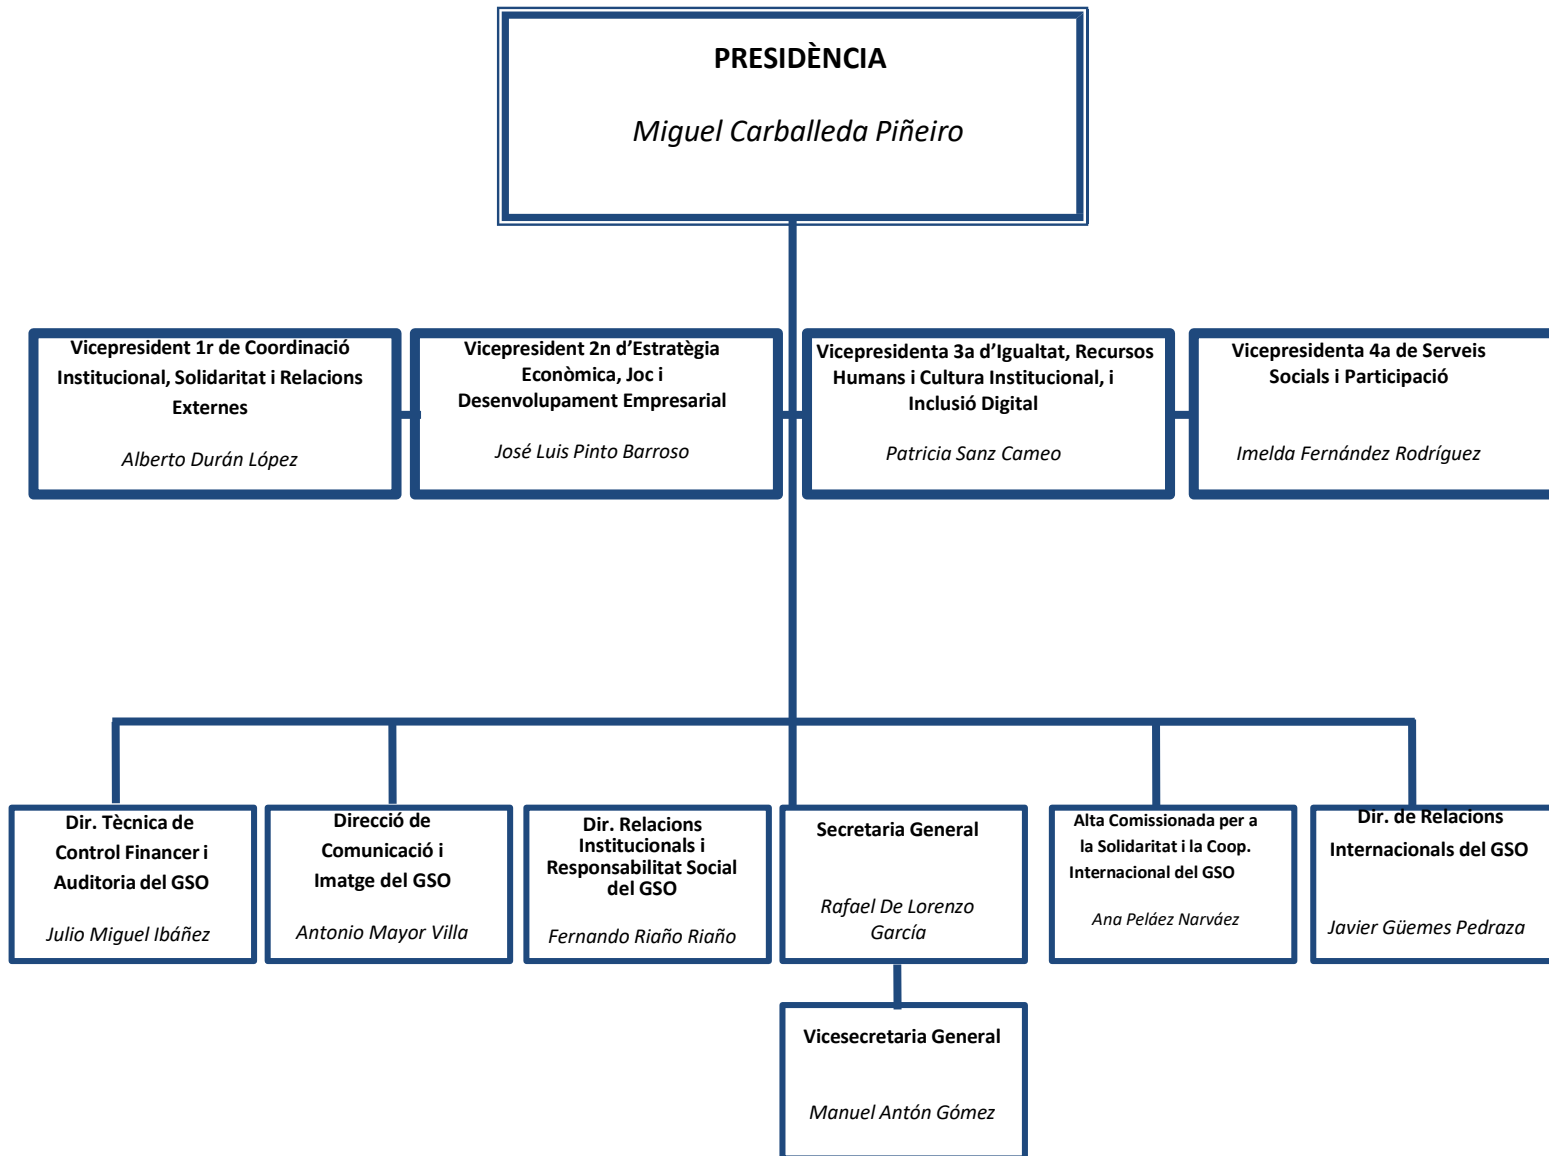 PRESIDÈNCIA
Miguel Carballeda Piñeiro
Vicepresident 1r de Coordinació
Institucional, Solidaritat i Relacions
Externes
Alberto Durán López
Vicepresident 2n d’Estratègia
Econòmica, Joc i
Desenvolupament Empresarial
José Luis Pinto Barroso
Vicepresidenta 3a d’Igualtat, Recursos
Humans i Cultura Institucional, i
Inclusió Digital
Patricia Sanz Cameo
Vicepresidenta 4a de Serveis
Socials i Participació
Imelda Fernández Rodríguez
Dir. Tècnica de
Control Financer i
Auditoria del GSO
Julio Miguel Ibáñez
Direcció de
Comunicació i
Imatge del GSO
Antonio Mayor Villa
Dir. Relacions
Institucionals i
Responsabilitat Social
del GSO
Fernando Riaño Riaño
Secretaria General
Rafael De Lorenzo
García
Alta Comissionada per a
la Solidaritat i la Coop.
Internacional del GSO
Ana Peláez Narváez
Dir. de Relacions
Internacionals del GSO
Javier Güemes Pedraza
Vicesecretaria General
Manuel Antón Gómez